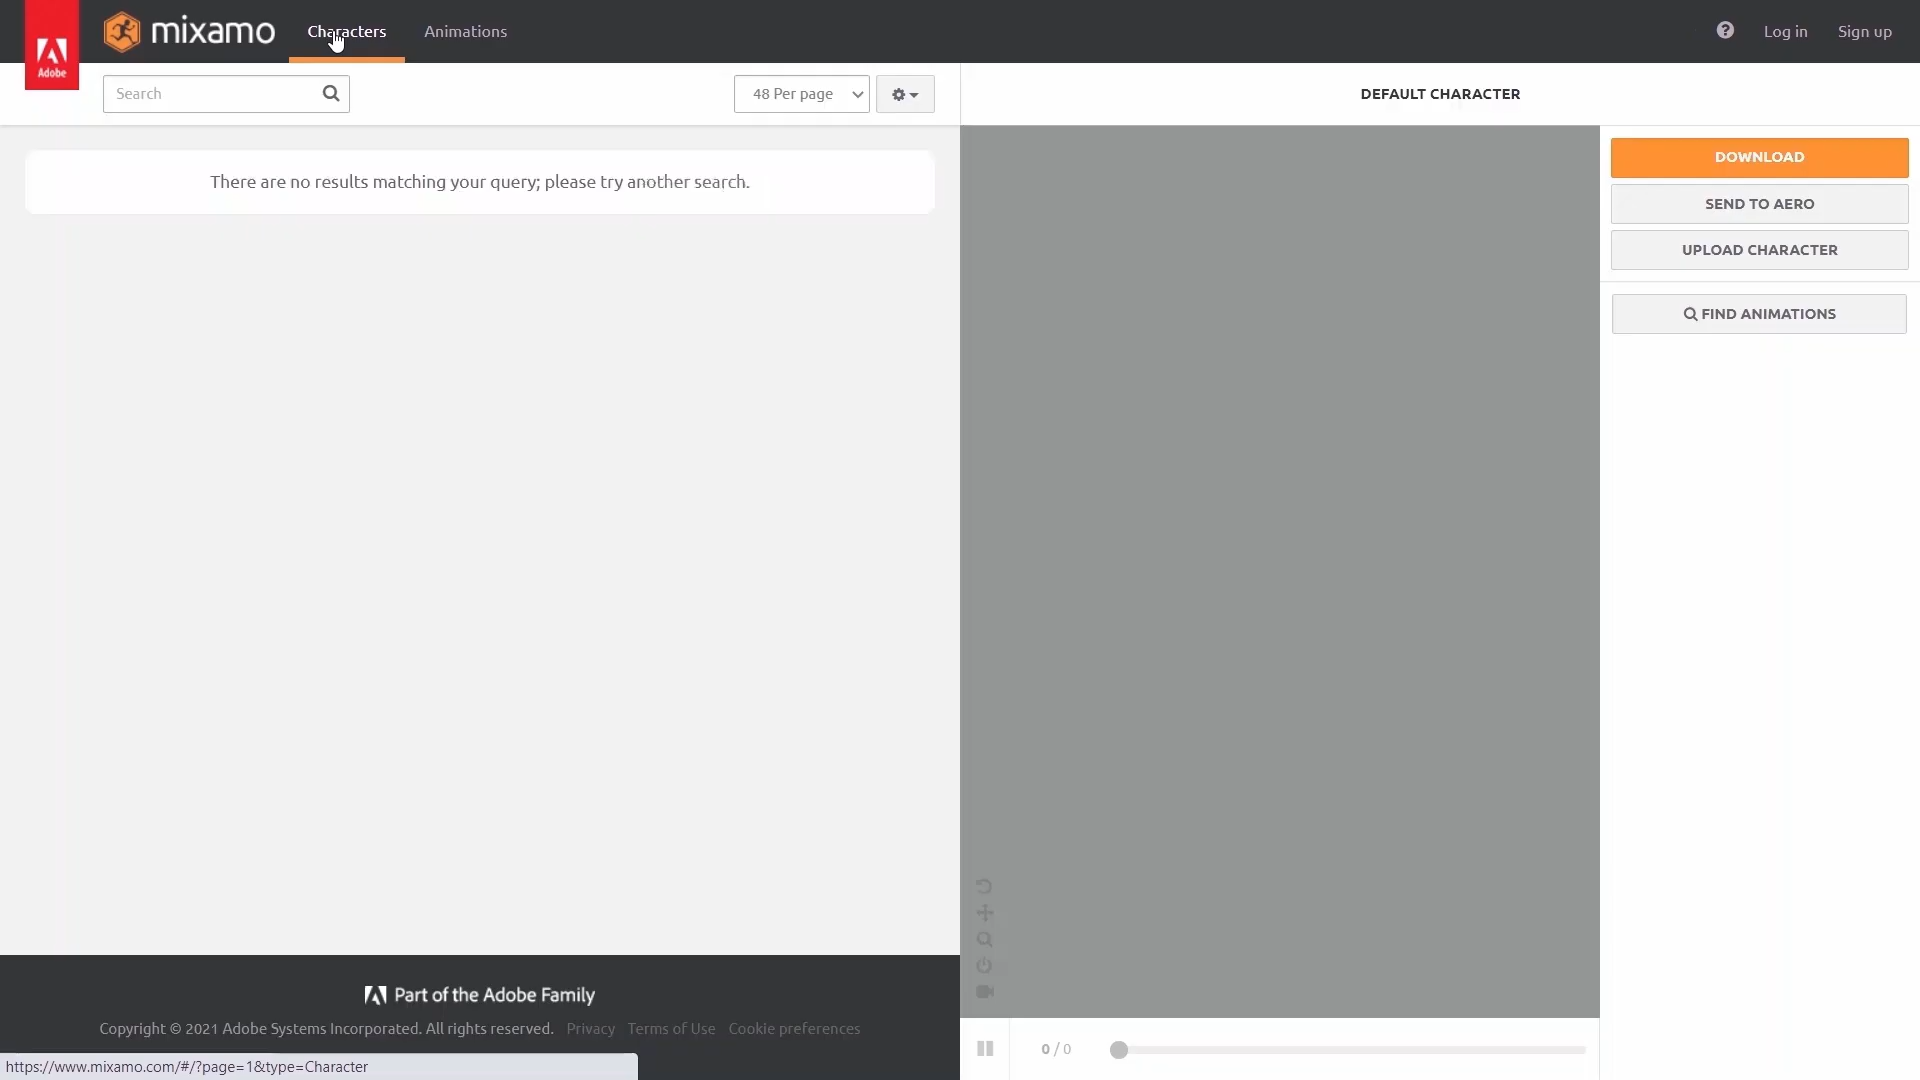 Adobe
mixamo
Characters
Animations
Log in
Sign up
Search
48 Per page
DEFAULT CHARACTER
There are no results matching your query; please try another search.
DOWNLOAD
SEND TO AERO
UPLOAD CHARACTER
FIND ANIMATIONS
Part of the Adobe Family
Copyright © 2021 Adobe Systems Incorporated. All rights reserved. Privacy Terms of Use Cookie preferences
0 / 0
https://www.mixamo.com/#/?page=1&type=Character